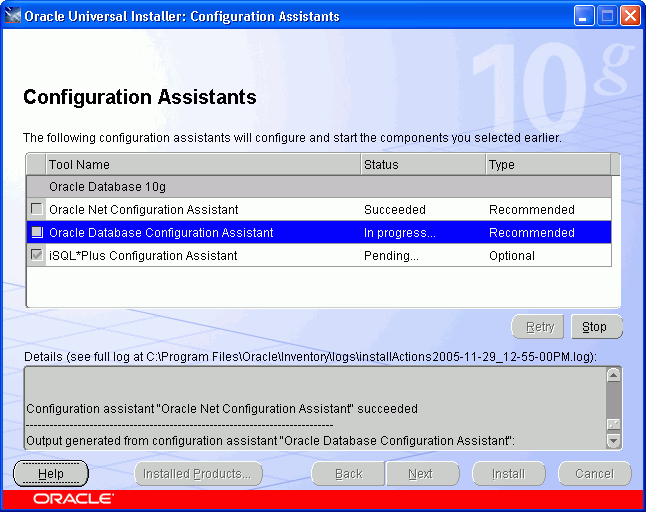 Oracle Universal Installer: Configuration Assistants
10g
Configuration Assistants
The following configuration assistants will configure and start the components you selected earlier.
Tool Name Status Type
Oracle Database 10g
Oracle Net Configuration Assistant Succeeded Recommended
Oracle Database Configuration Assistant In progress... Recommended
iSQL*Plus Configuration Assistant Pending... Optional
Retry Stop
Details (see full log at C:\Program Files\Oracle\Inventory\logs\installActions2005-11-29_12-55-00PM.log):
Configuration assistant "Oracle Net Configuration Assistant" succeeded
-----------------------------------------------------------------------------
Output generated from configuration assistant "Oracle Database Configuration Assistant":
Help Installed Products... Back Next Install Cancel
ORACLE